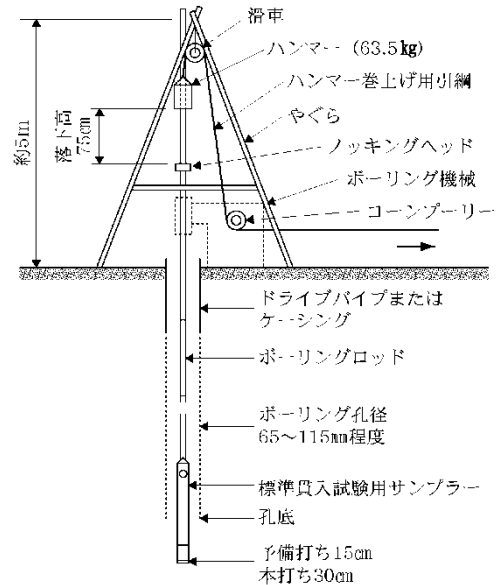 滑車
ハンマー (63.5kg)
ハンマー巻上げ用引綱
やぐら
ノッキングヘッド
ボーリング機械
コーンプーリー
約5m
落下高
75cm
ドライブパイプまたは
ケーシング
ボーリングロッド
ボーリング孔径
65～115mm程度
標準貫入試験用サンプラー
孔底
予備打ち15cm
本打ち30cm